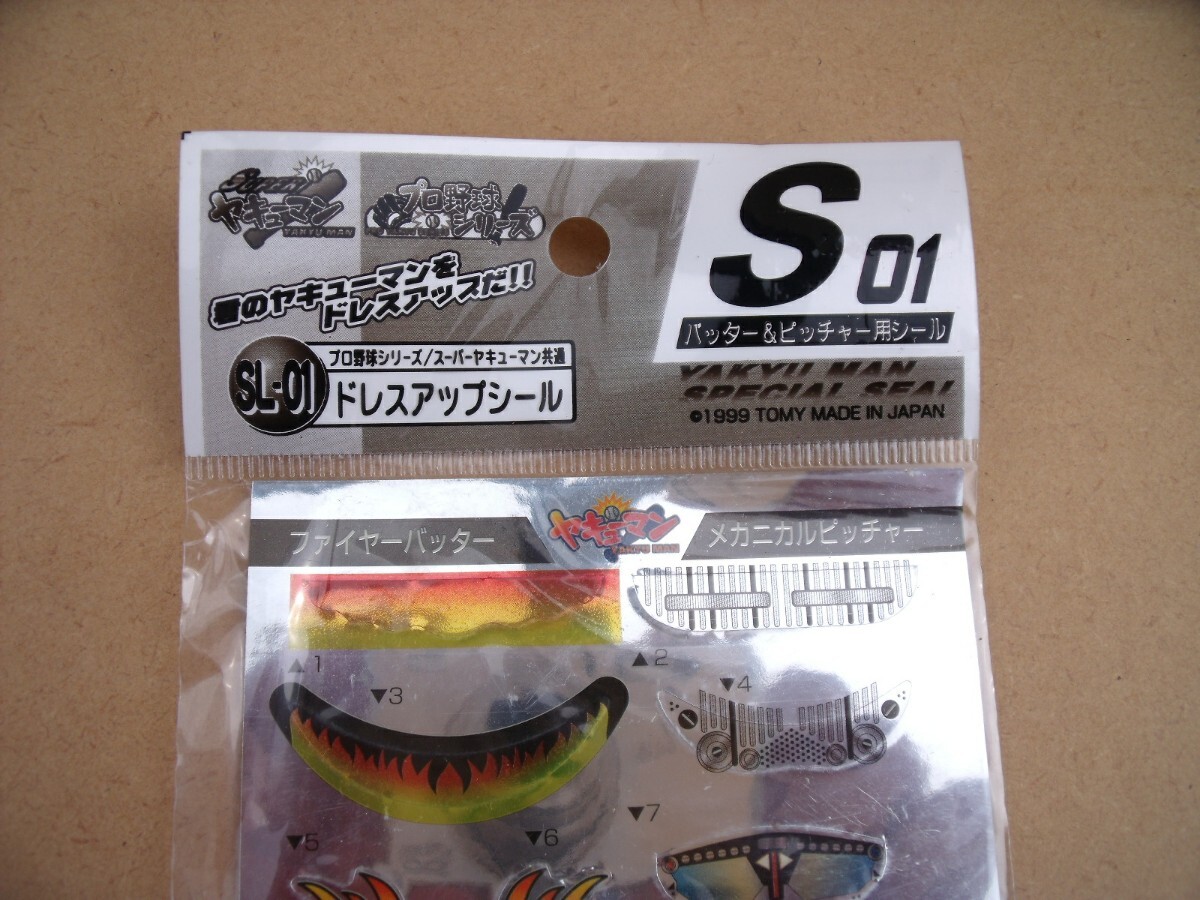 SUPER
ヤキューマン
YAKYU MAN
プロ野球
シリーズ
君のヤキューマンを
ドレスアップだ!!
SL-01
プロ野球シリーズ/スーパーヤキューマン共通
ドレスアップシール
S 01
バッター&ピッチャー用シール
YAKYU MAN
SPECIAL SEAL
©1999 TOMY MADE IN JAPAN
ファイヤーバッター
ヤキューマン
YAKYU MAN
メカニカルピッチャー
▲1
▲2
▼3
▼4
▼5
▼6
▼7